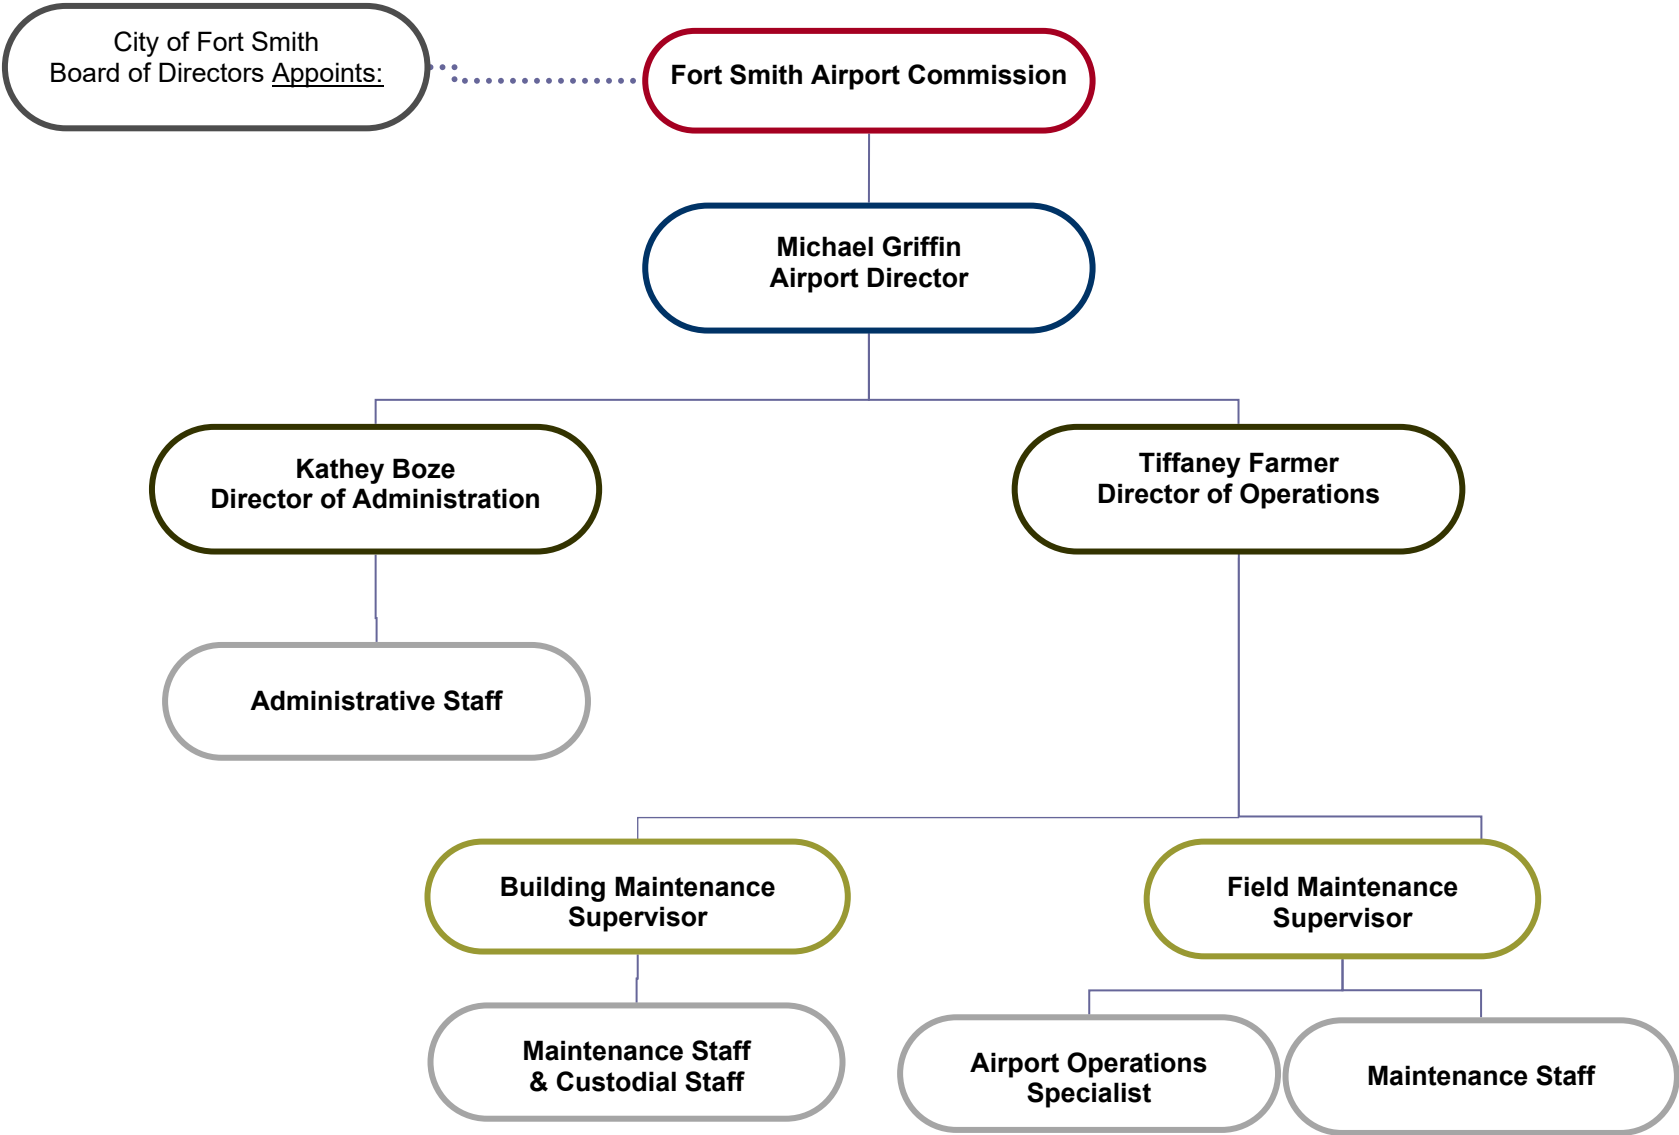 City of Fort Smith
Board of Directors Appoints:
Fort Smith Airport Commission
Michael Griffin
Airport Director
Kathey Boze
Director of Administration
Tiffaney Farmer
Director of Operations
Administrative Staff
Building Maintenance
Supervisor
Field Maintenance
Supervisor
Maintenance Staff
& Custodial Staff
Airport Operations
Specialist
Maintenance Staff